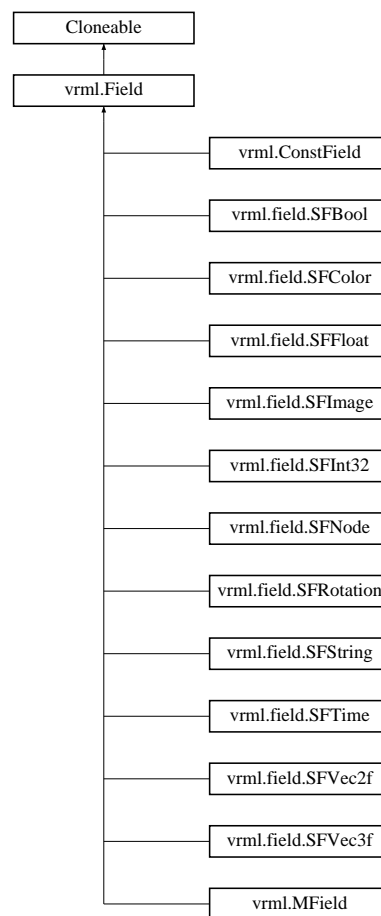 Cloneable
vrml.Field
vrml.ConstField
vrml.field.SFBool
vrml.field.SFColor
vrml.field.SFFloat
vrml.field.SFImage
vrml.field.SFInt32
vrml.field.SFNode
vrml.field.SFRotation
vrml.field.SFString
vrml.field.SFTime
vrml.field.SFVec2f
vrml.field.SFVec3f
vrml.MField